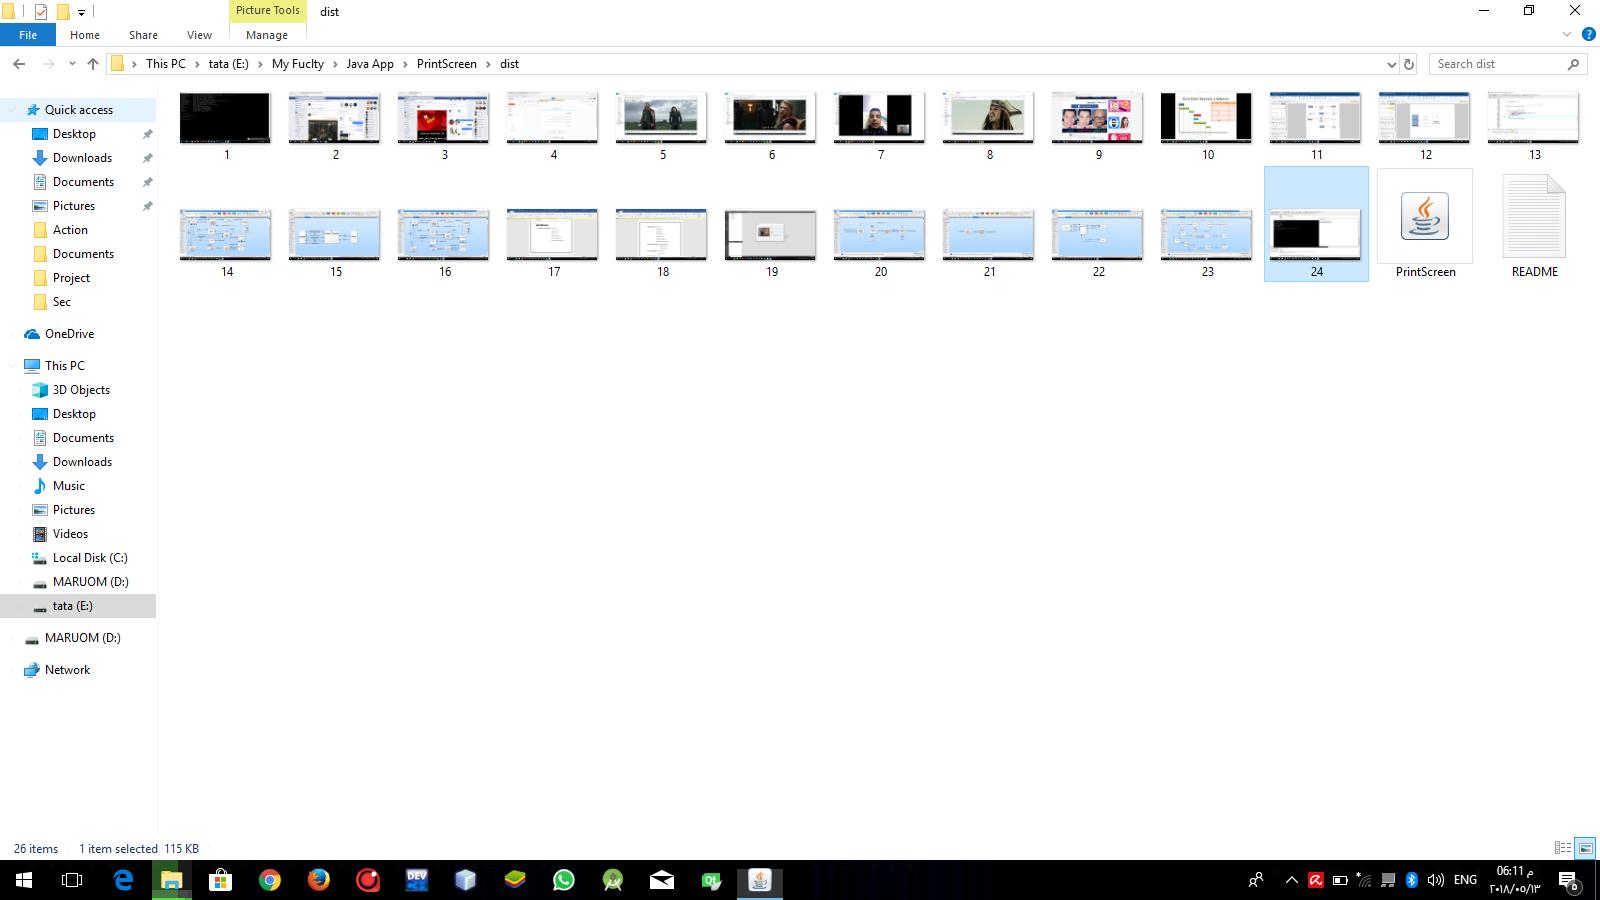 Picture Tools
dist
File
Home
Share
View
Manage
This PC
tata (E:)
My Fuclty
Java App
PrintScreen
dist
Search dist
Quick access
Desktop
Downloads
Documents
Pictures
Action
Documents
Project
Sec
OneDrive
This PC
3D Objects
Desktop
Documents
Downloads
Music
Pictures
Videos
Local Disk (C:)
MARUOM (D:)
tata (E:)
MARUOM (D:)
Network
1
2
3
4
5
6
7
8
9
10
11
12
13
14
15
16
17
18
19
20
21
22
23
24
PrintScreen
README
26 items
1 item selected 115 KB
DEV
ENG
06:11 م
٢٠١٨/٠٥/١٣
٥